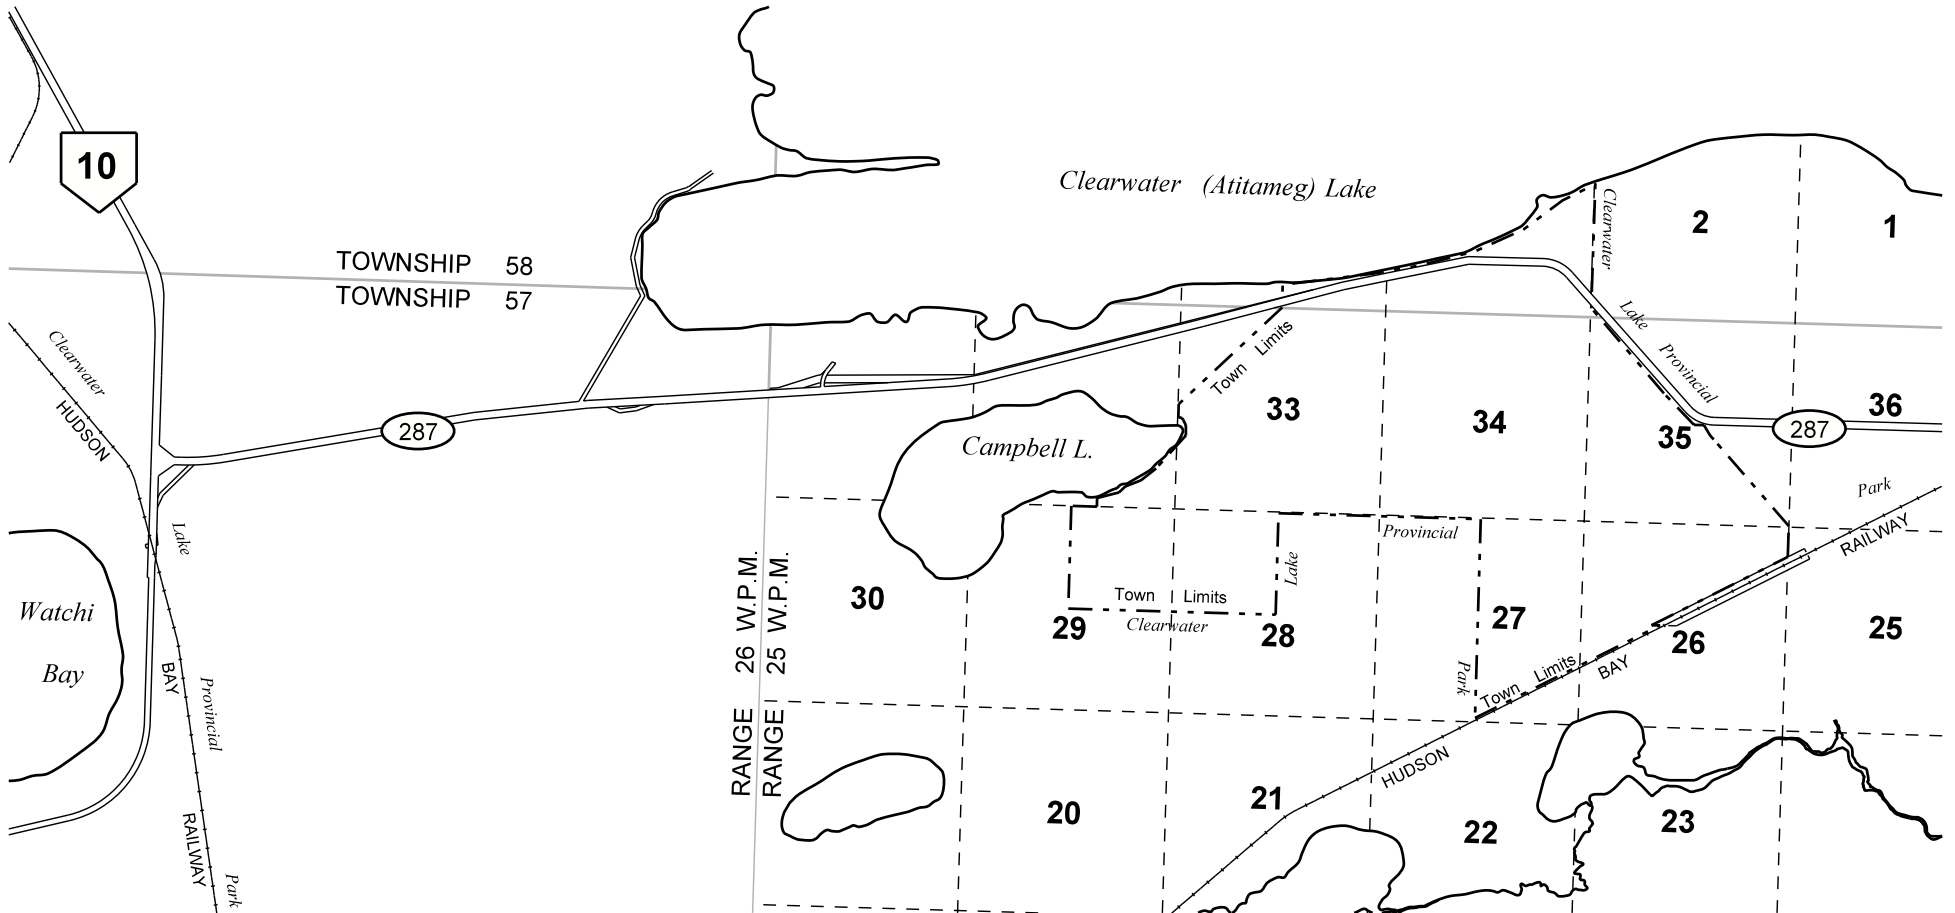 10
Clearwater (Atitameg) Lake
2
1
Clearwater
TOWNSHIP 58
TOWNSHIP 57
Lake
Provincial
Town Limits
Clearwater
HUDSON
287
33
34
35
36
287
Campbell L.
Park
RAILWAY
Lake
Provincial
Lake
RANGE 26 W.P.M.
RANGE 25 W.P.M.
30
29
Town Limits
Clearwater
28
27
26
25
Watchi
Bay
BAY
Provincial
Park
Town Limits
BAY
HUDSON
20
21
22
23
RAILWAY
Park